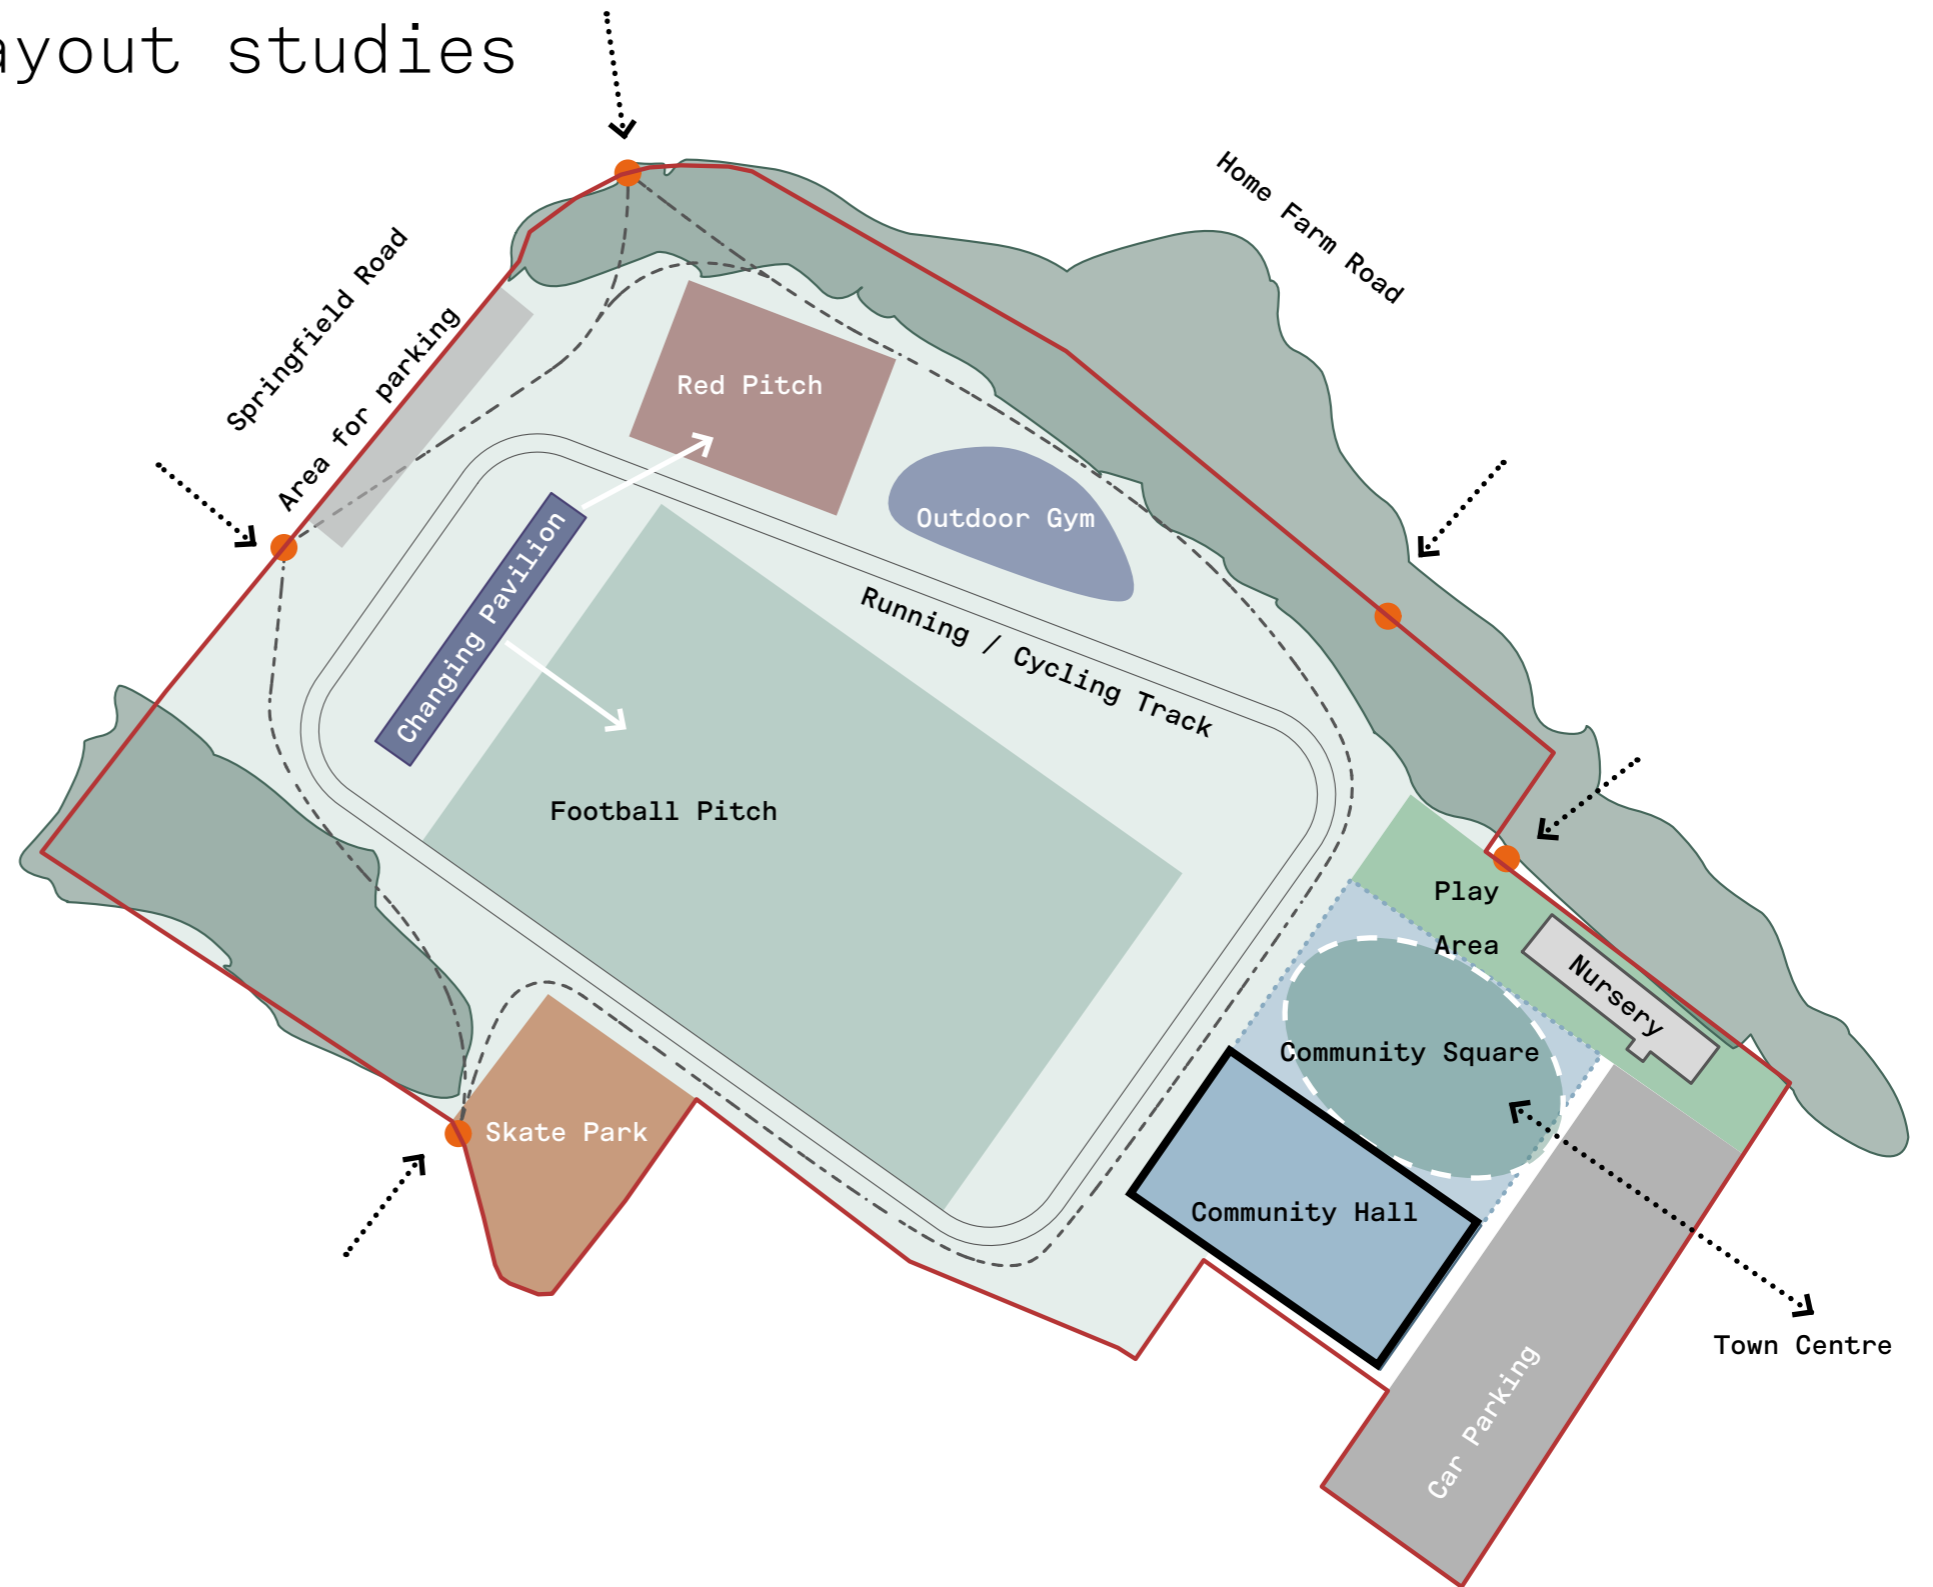 ayout studies
Home Farm Road
Springfield Road
Area for parking
Red Pitch
Outdoor Gym
Changing Pavilion
Running / Cycling Track
Football Pitch
Play
Area
Nursery
Community Square
Skate Park
Community Hall
Town Centre
Car Parking